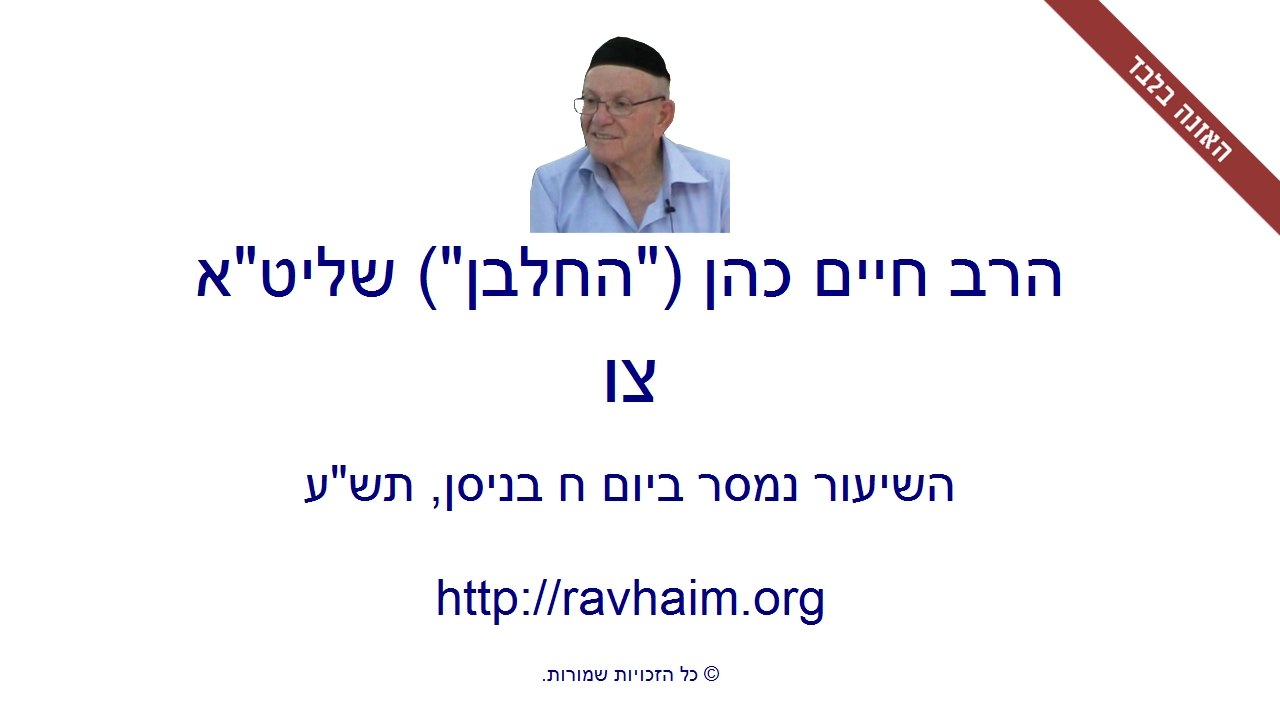 האזנה בלבד
הרב חיים כהן ("החלבן") שליט"א
צו
השיעור נמסר ביום ח בניסן, תש"ע
http://ravhaim.org
© כל הזכויות שמורות.